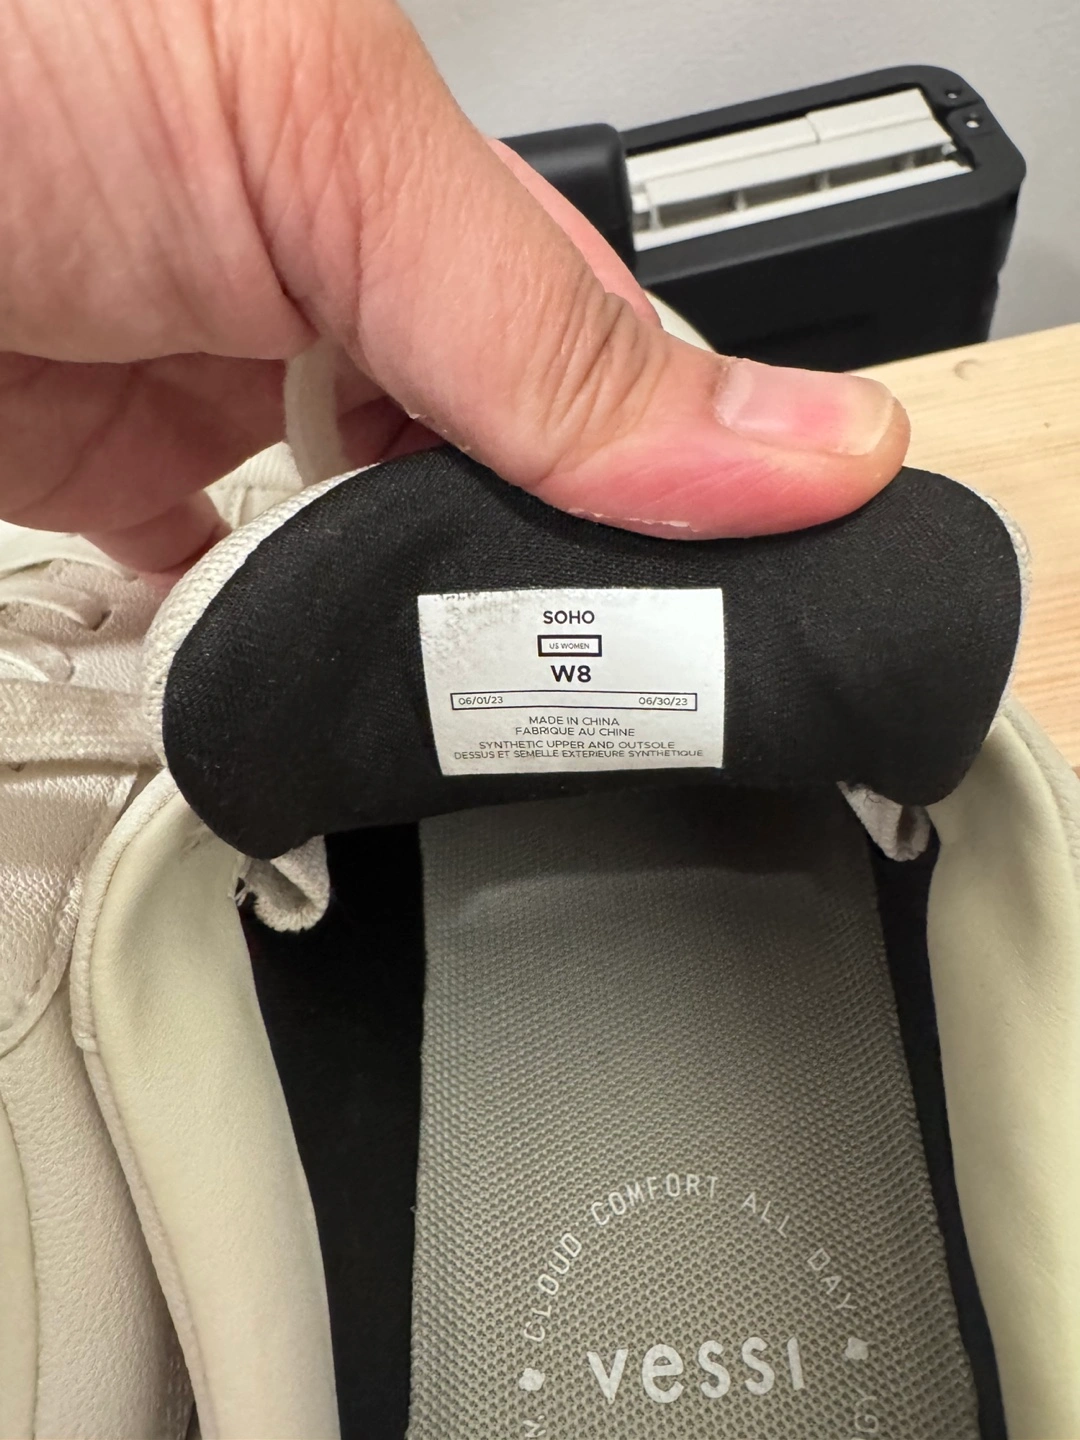 SOHO
US WOMEN
W8
06/01/23 06/30/23
MADE IN CHINA
FABRIQUE AU CHINE
SYNTHETIC UPPER AND OUTSOLE
DESSUS ET SEMELLE EXTERIEURE SYNTHETIQUE
CLOUD COMFORT ALL DAY
vessi